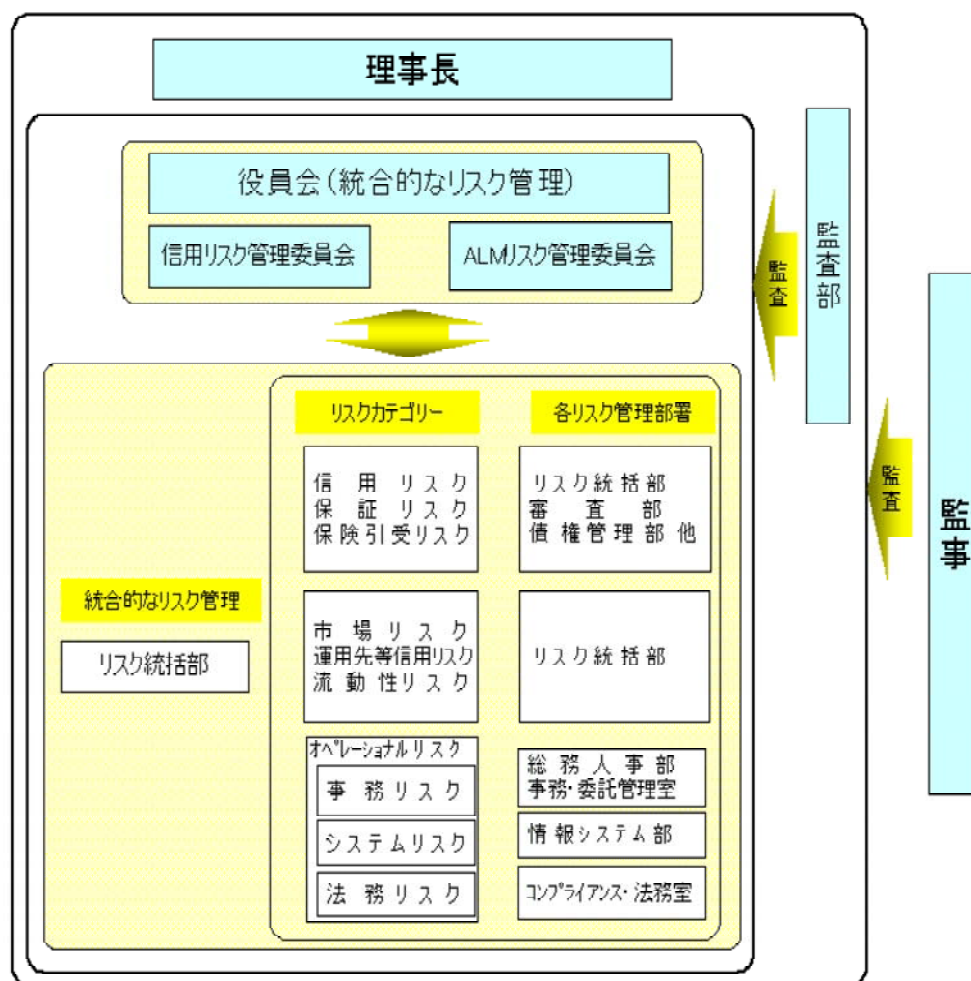 理事長
役員会(統合的なリスク管理)
信用リスク管理委員会
ALMリスク管理委員会
監査
監査部
監査
監事
リスクカテゴリー
各リスク管理部署
信用リスク
保証リスク
保険引受リスク
リスク統括部
審査部
債権管理部他
統合的なリスク管理
リスク統括部
市場リスク
運用先等信用リスク
流動性リスク
リスク統括部
オペレーショナルリスク
事務リスク
システムリスク
法務リスク
総務人事部
事務・委託管理室
情報システム部
コンプライアンス・法務室